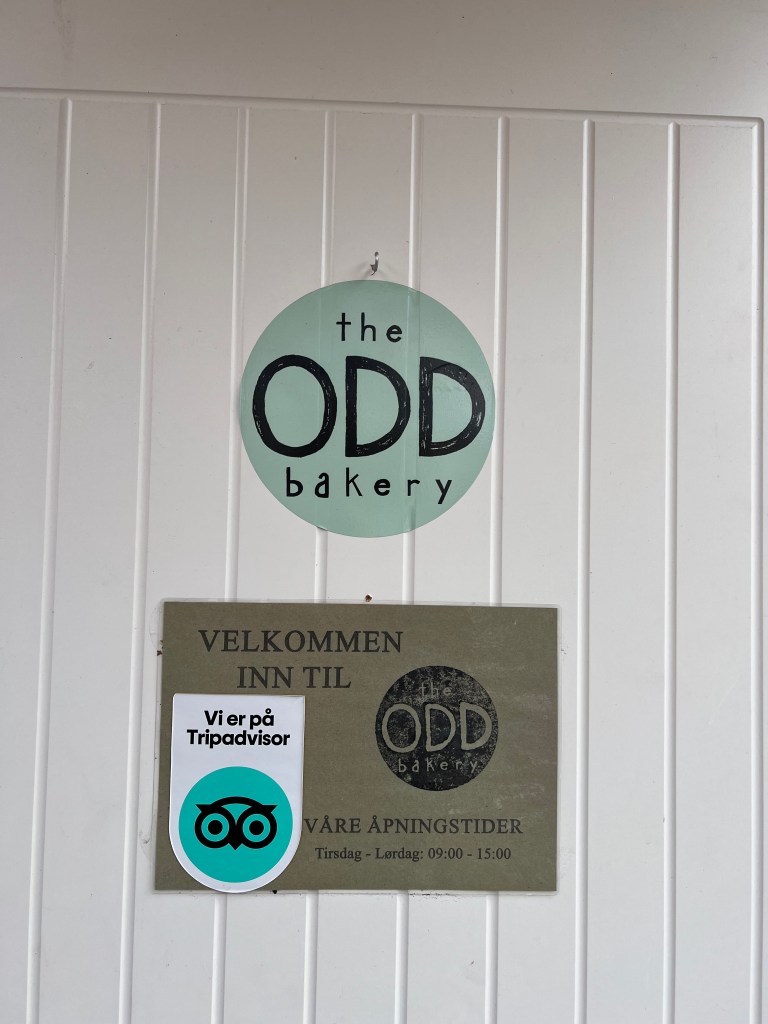 the
ODD
bakery
VELKOMMEN
INN TIL
the
ODD
bakery
Vi er på
Tripadvisor
VÅRE ÅPNINGSTIDER
Tirsdag - Lørdag: 09:00 - 15:00